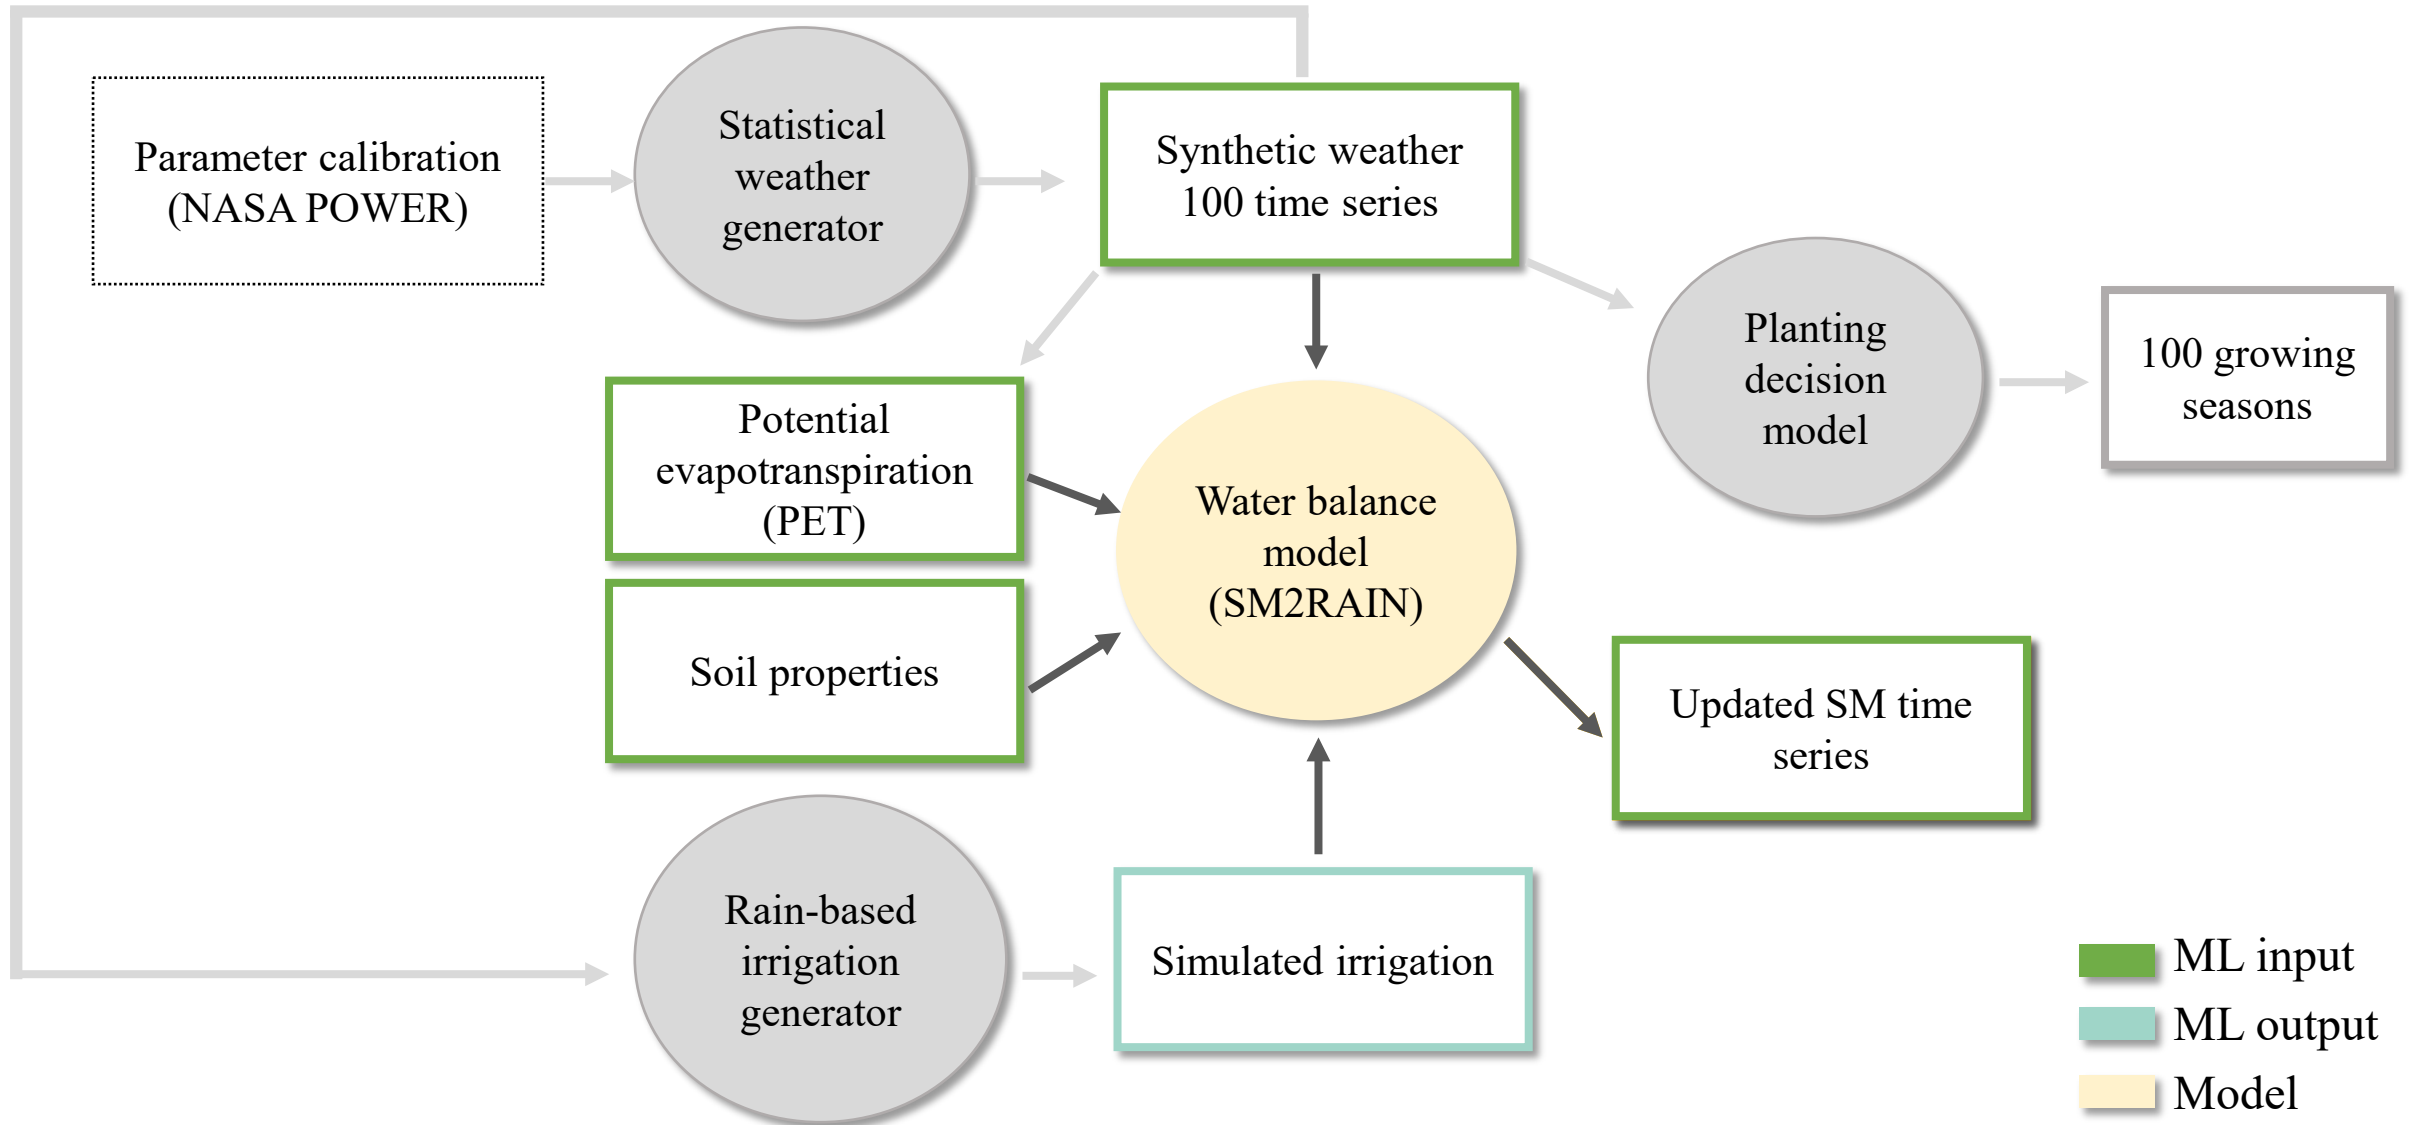 Parameter calibration
(NASA POWER)
Statistical
weather
generator
Synthetic weather
100 time series
Planting
decision
model
100 growing
seasons
Potential
evapotranspiration
(PET)
Water balance
model
(SM2RAIN)
Soil properties
Updated SM time
series
Rain-based
irrigation
generator
Simulated irrigation
ML input
ML output
Model